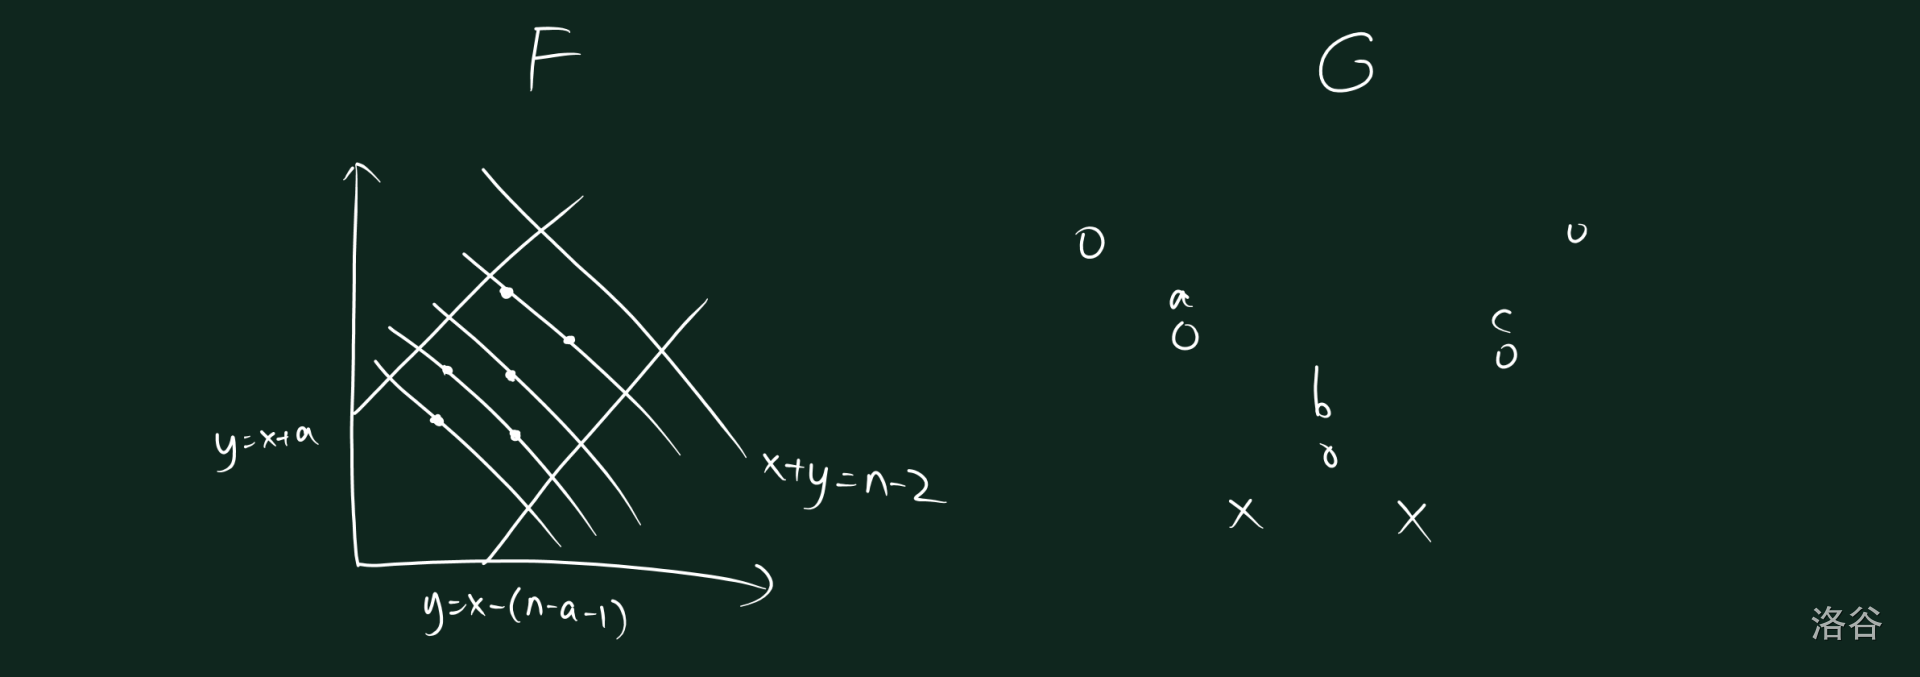 F
G
y=x+a
x+y=n-2
y=x-(n-a-1)
O
a
O
b
o
c
o
o
x
x
洛谷